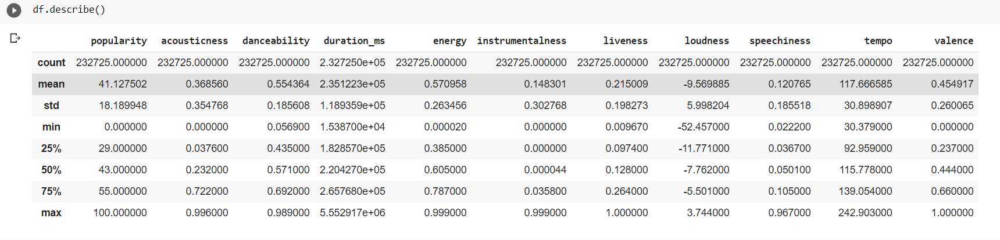 df.describe()
popularity acousticness danceability duration_ms energy instrumentalness liveness loudness speechiness tempo valence
count 232725.000000 232725.000000 232725.000000 2.327250e+05 232725.000000 232725.000000 232725.000000 232725.000000 232725.000000 232725.000000 232725.000000
mean 41.127502 0.368560 0.554364 2.351223e+05 0.570958 0.148301 0.215009 -9.569885 0.120765 117.666585 0.454917
std 18.189948 0.354768 0.185608 1.189359e+05 0.263456 0.302768 0.198273 5.998204 0.185518 30.898907 0.260065
min 0.000000 0.000000 0.056900 1.538700e+04 0.000020 0.000000 0.009670 -52.457000 0.022200 30.379000 0.000000
25% 29.000000 0.037600 0.435000 1.828570e+05 0.385000 0.000000 0.097400 -11.771000 0.036700 92.959000 0.237000
50% 43.000000 0.232000 0.571000 2.204270e+05 0.605000 0.000044 0.128000 -7.762000 0.050100 115.778000 0.444000
75% 55.000000 0.722000 0.692000 2.657680e+05 0.787000 0.035800 0.264000 -5.501000 0.105000 139.054000 0.660000
max 100.000000 0.996000 0.989000 5.552917e+06 0.999000 0.999000 1.000000 3.744000 0.967000 242.903000 1.000000